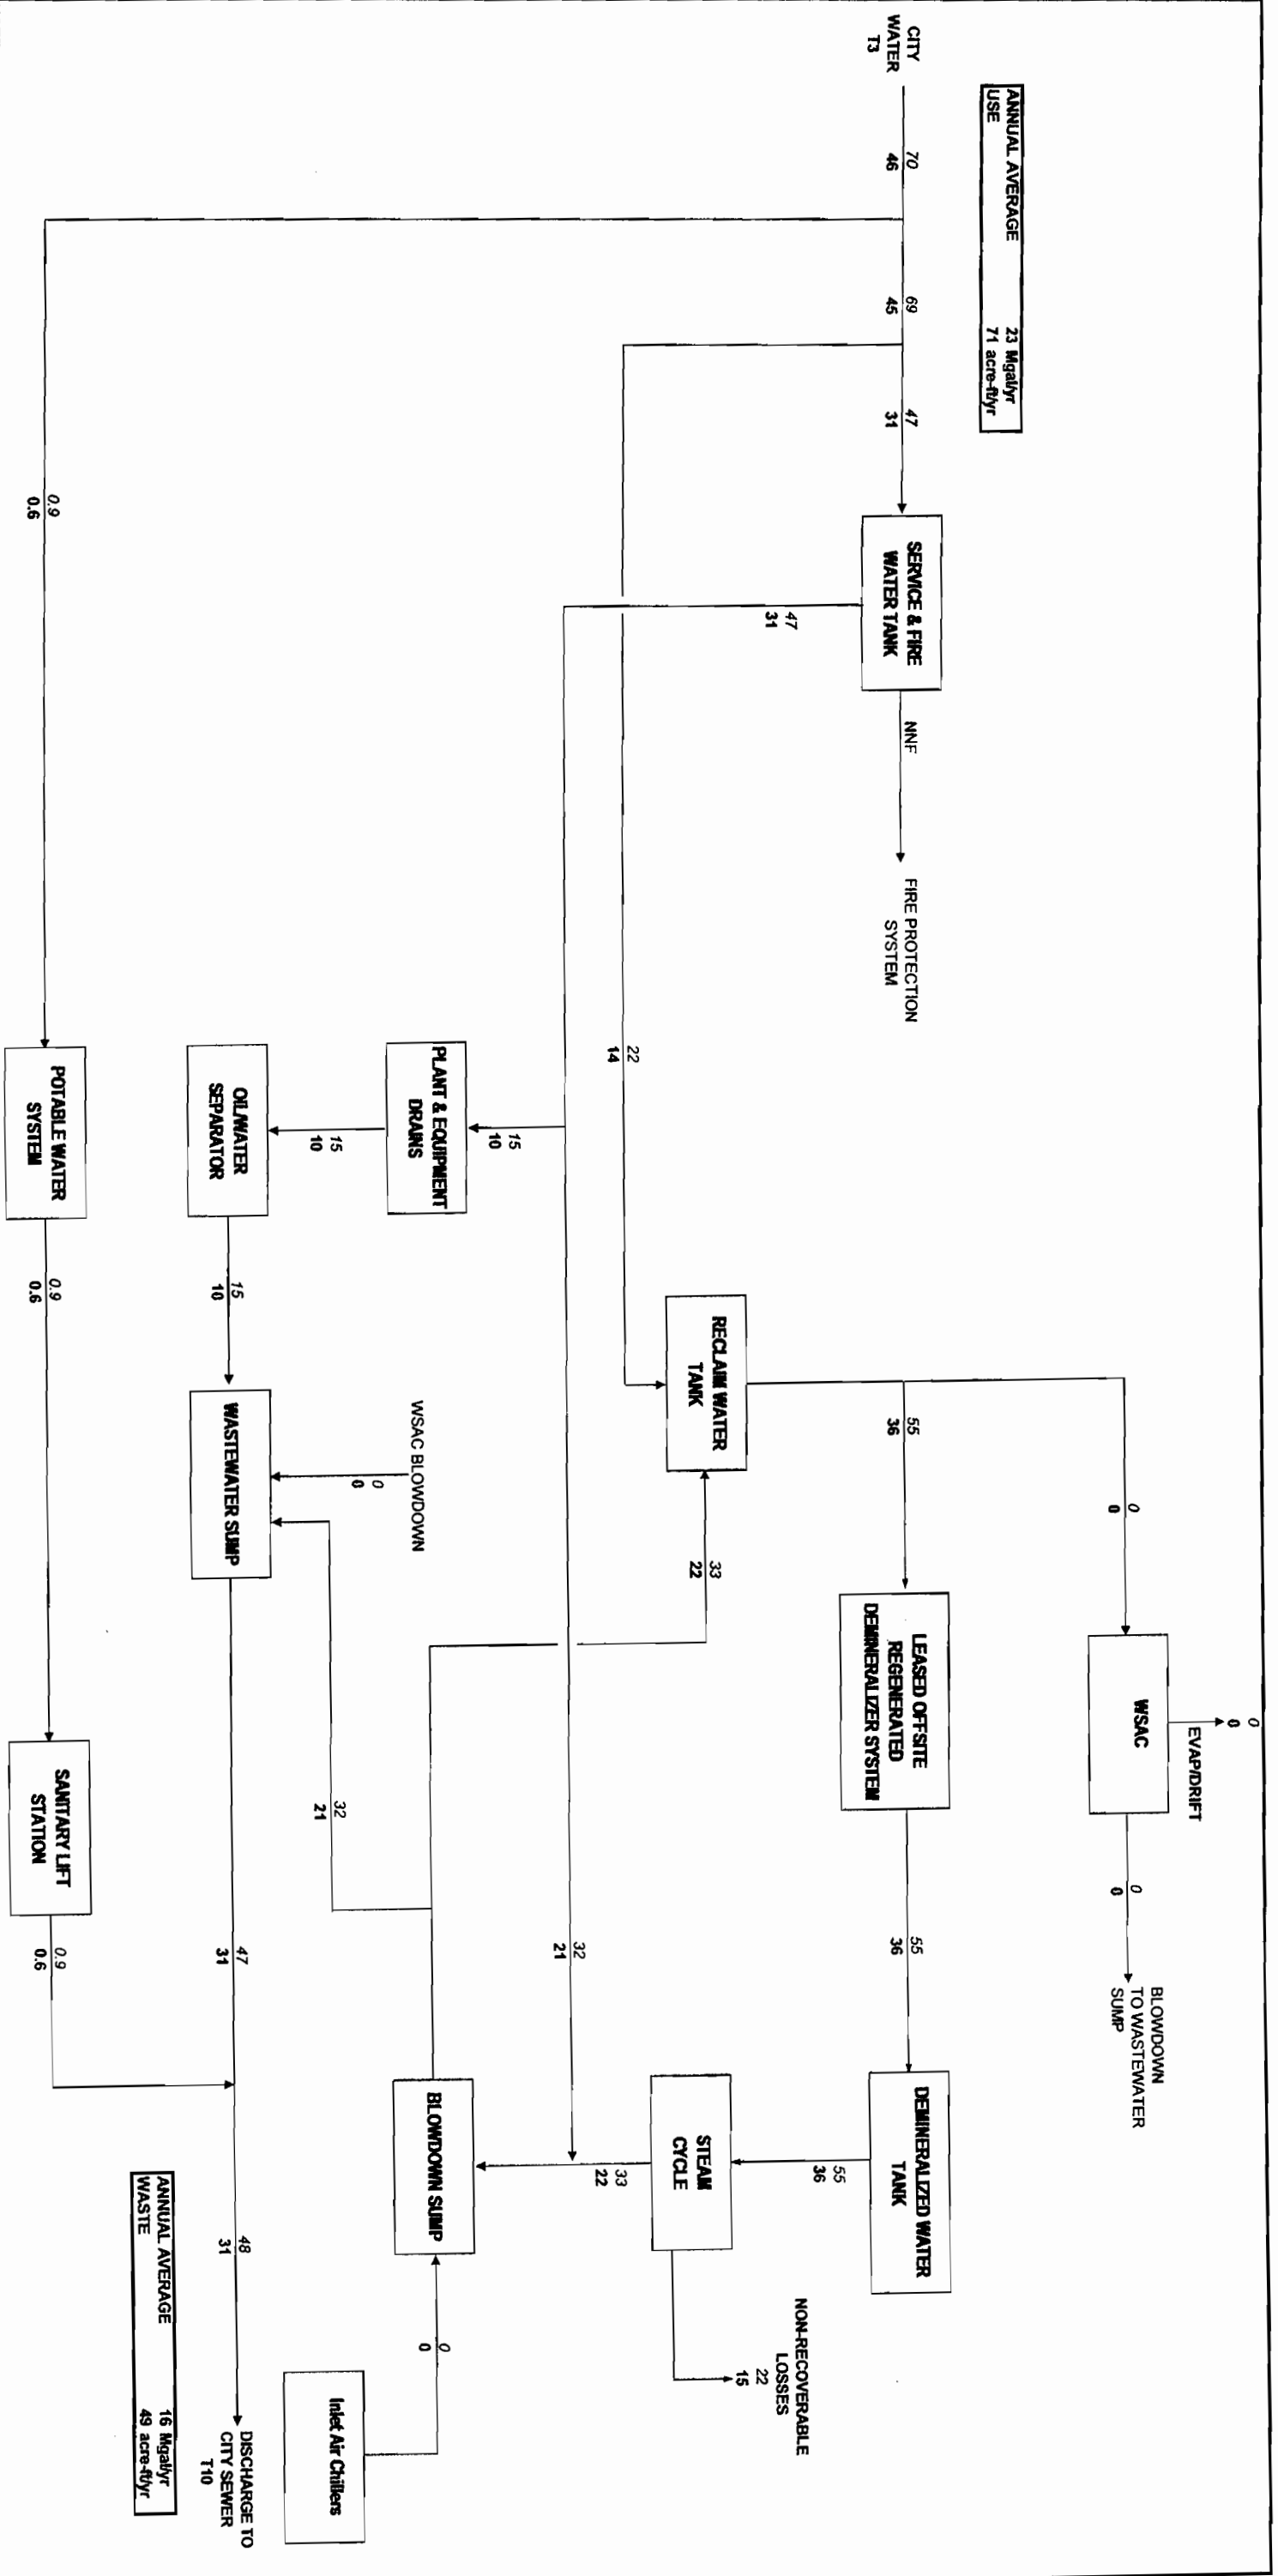 ANNUAL AVERAGE 23 Mgal/yr
USE 71 acre-ft/yr
CITY
WATER
T3
70
46
69
45
47
31
SERVICE & FIRE
WATER TANK
NNF
FIRE PROTECTION
SYSTEM
47
31
22
14
RECLAIM WATER
TANK
0
0
WSAC
0
0
EVAP/DRIFT
0
0
BLOWDOWN
TO WASTEWATER
SUMP
55
36
LEASED OFFSITE
REGENERATED
DEMINERALIZER SYSTEM
55
36
DEMINERALIZED WATER
TANK
55
36
STEAM
CYCLE
NON-RECOVERABLE
LOSSES
22
15
33
22
33
22
32
21
15
10
PLANT & EQUIPMENT
DRAINS
15
10
OIL/WATER
SEPARATOR
15
10
WSAC BLOWDOWN
0
0
WASTEWATER SUMP
32
21
BLOWDOWN SUMP
0
0
Inlet Air Chillers
47
31
48
31
DISCHARGE TO
CITY SEWER
T10
ANNUAL AVERAGE 16 Mgal/yr
WASTE 49 acre-ft/yr
0.9
0.6
POTABLE WATER
SYSTEM
0.9
0.6
SANITARY LIFT
STATION
0.9
0.6